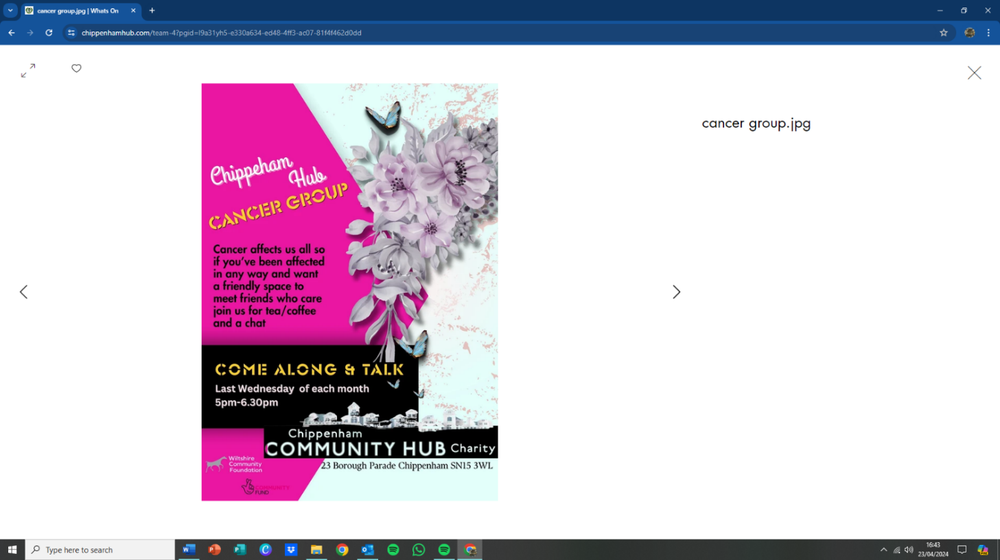 cancer group.jpg | Whats On
chippenhamhub.com/team-4?pgid=l9a31yh5-e330a634-ed48-4ff3-ac07-81f4f462d0dd
cancer group.jpg
Chippeham
Hub
CANCER GROUP
Cancer affects us all so
if you've been affected
in any way and want
a friendly space to
meet friends who care
join us for tea/coffee
and a chat
COME ALONG & TALK
Last Wednesday of each month
5pm-6.30pm
Chippenham
COMMUNITY HUB Charity
23 Borough Parade Chippenham SN15 3WL
Wiltshire
Community
Foundation
COMMUNITY
FUND
Type here to search
16:43
23/04/2024